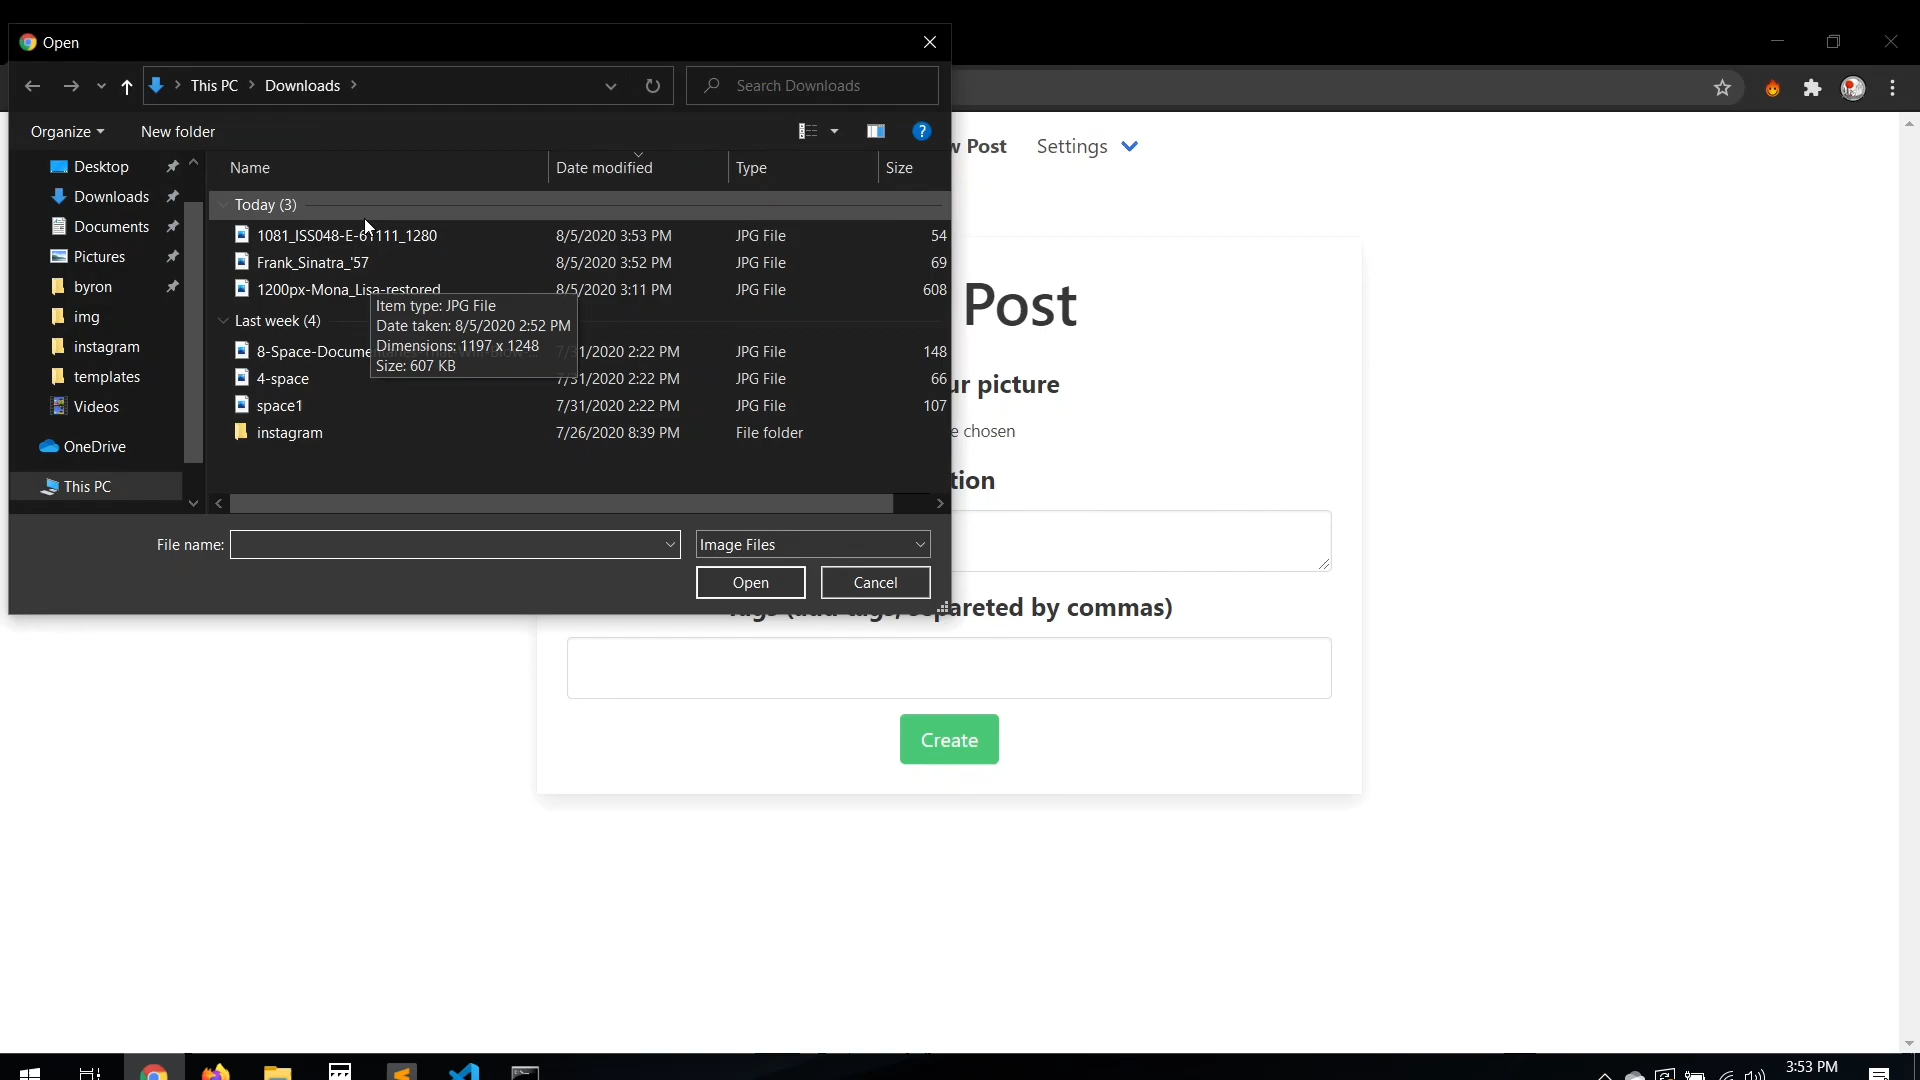 Open
This PC
Downloads
Search Downloads
Organize
New folder
w Post
Settings
Desktop
Downloads
Documents
Pictures
byron
img
instagram
templates
Videos
OneDrive
This PC
Name
Date modified
Type
Size
Today (3)
1081_ISS048-E-6 111_1280
8/5/2020 3:53 PM
JPG File
54
Frank_Sinatra_'57
8/5/2020 3:52 PM
JPG File
69
1200px-Mona_Lisa-restored
8/5/2020 3:11 PM
JPG File
608
Item type: JPG File
Date taken: 8/5/2020 2:52 PM
Dimensions: 1197 x 1248
Size: 607 KB
Last week (4)
8-Space-Docume
/2020 2:22 PM
JPG File
148
4-space
7/31/2020 2:22 PM
JPG File
66
space1
7/31/2020 2:22 PM
JPG File
107
instagram
7/26/2020 8:39 PM
File folder
File name:
Image Files
Open
Cancel
Post
ur picture
e chosen
tion
separeted by commas)
Create
3:53 PM